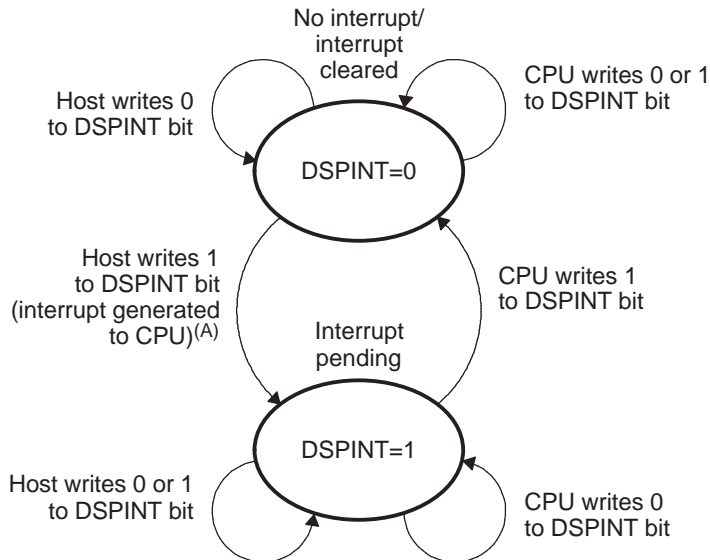 No interrupt/
interrupt
cleared
Host writes 0
to DSPINT bit
CPU writes 0 or 1
to DSPINT bit
DSPINT=0
Host writes 1
to DSPINT bit
(interrupt generated
to CPU)(A)
CPU writes 1
to DSPINT bit
Interrupt
pending
DSPINT=1
Host writes 0 or 1
to DSPINT bit
CPU writes 0
to DSPINT bit